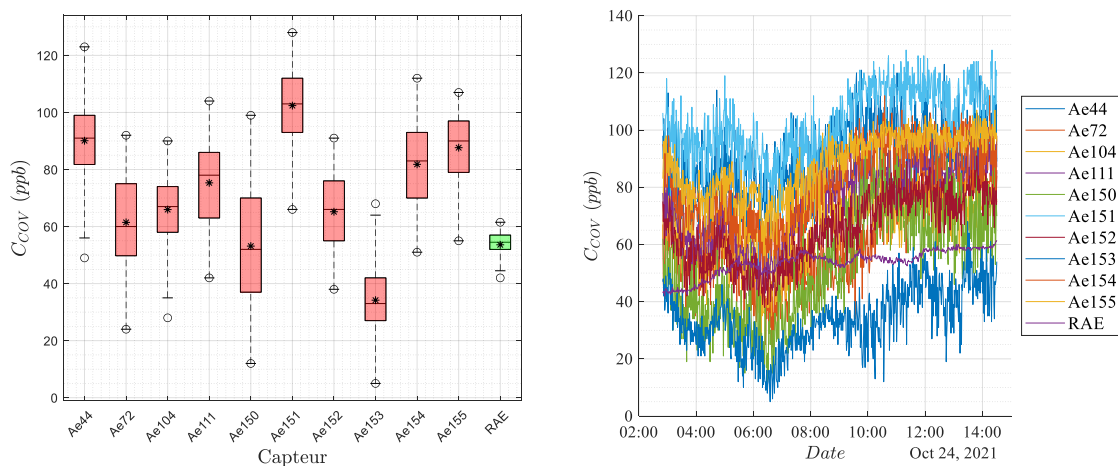 120
100
80
60
40
20
0
C_COV (ppb)
Ae44
Ae72
Ae104
Ae111
Ae150
Ae151
Ae152
Ae153
Ae154
Ae155
RAE
Capteur
140
120
100
80
60
40
20
0
C_COV (ppb)
02:00 04:00 06:00 08:00 10:00 12:00 14:00
Date
Oct 24, 2021
Ae44
Ae72
Ae104
Ae111
Ae150
Ae151
Ae152
Ae153
Ae154
Ae155
RAE